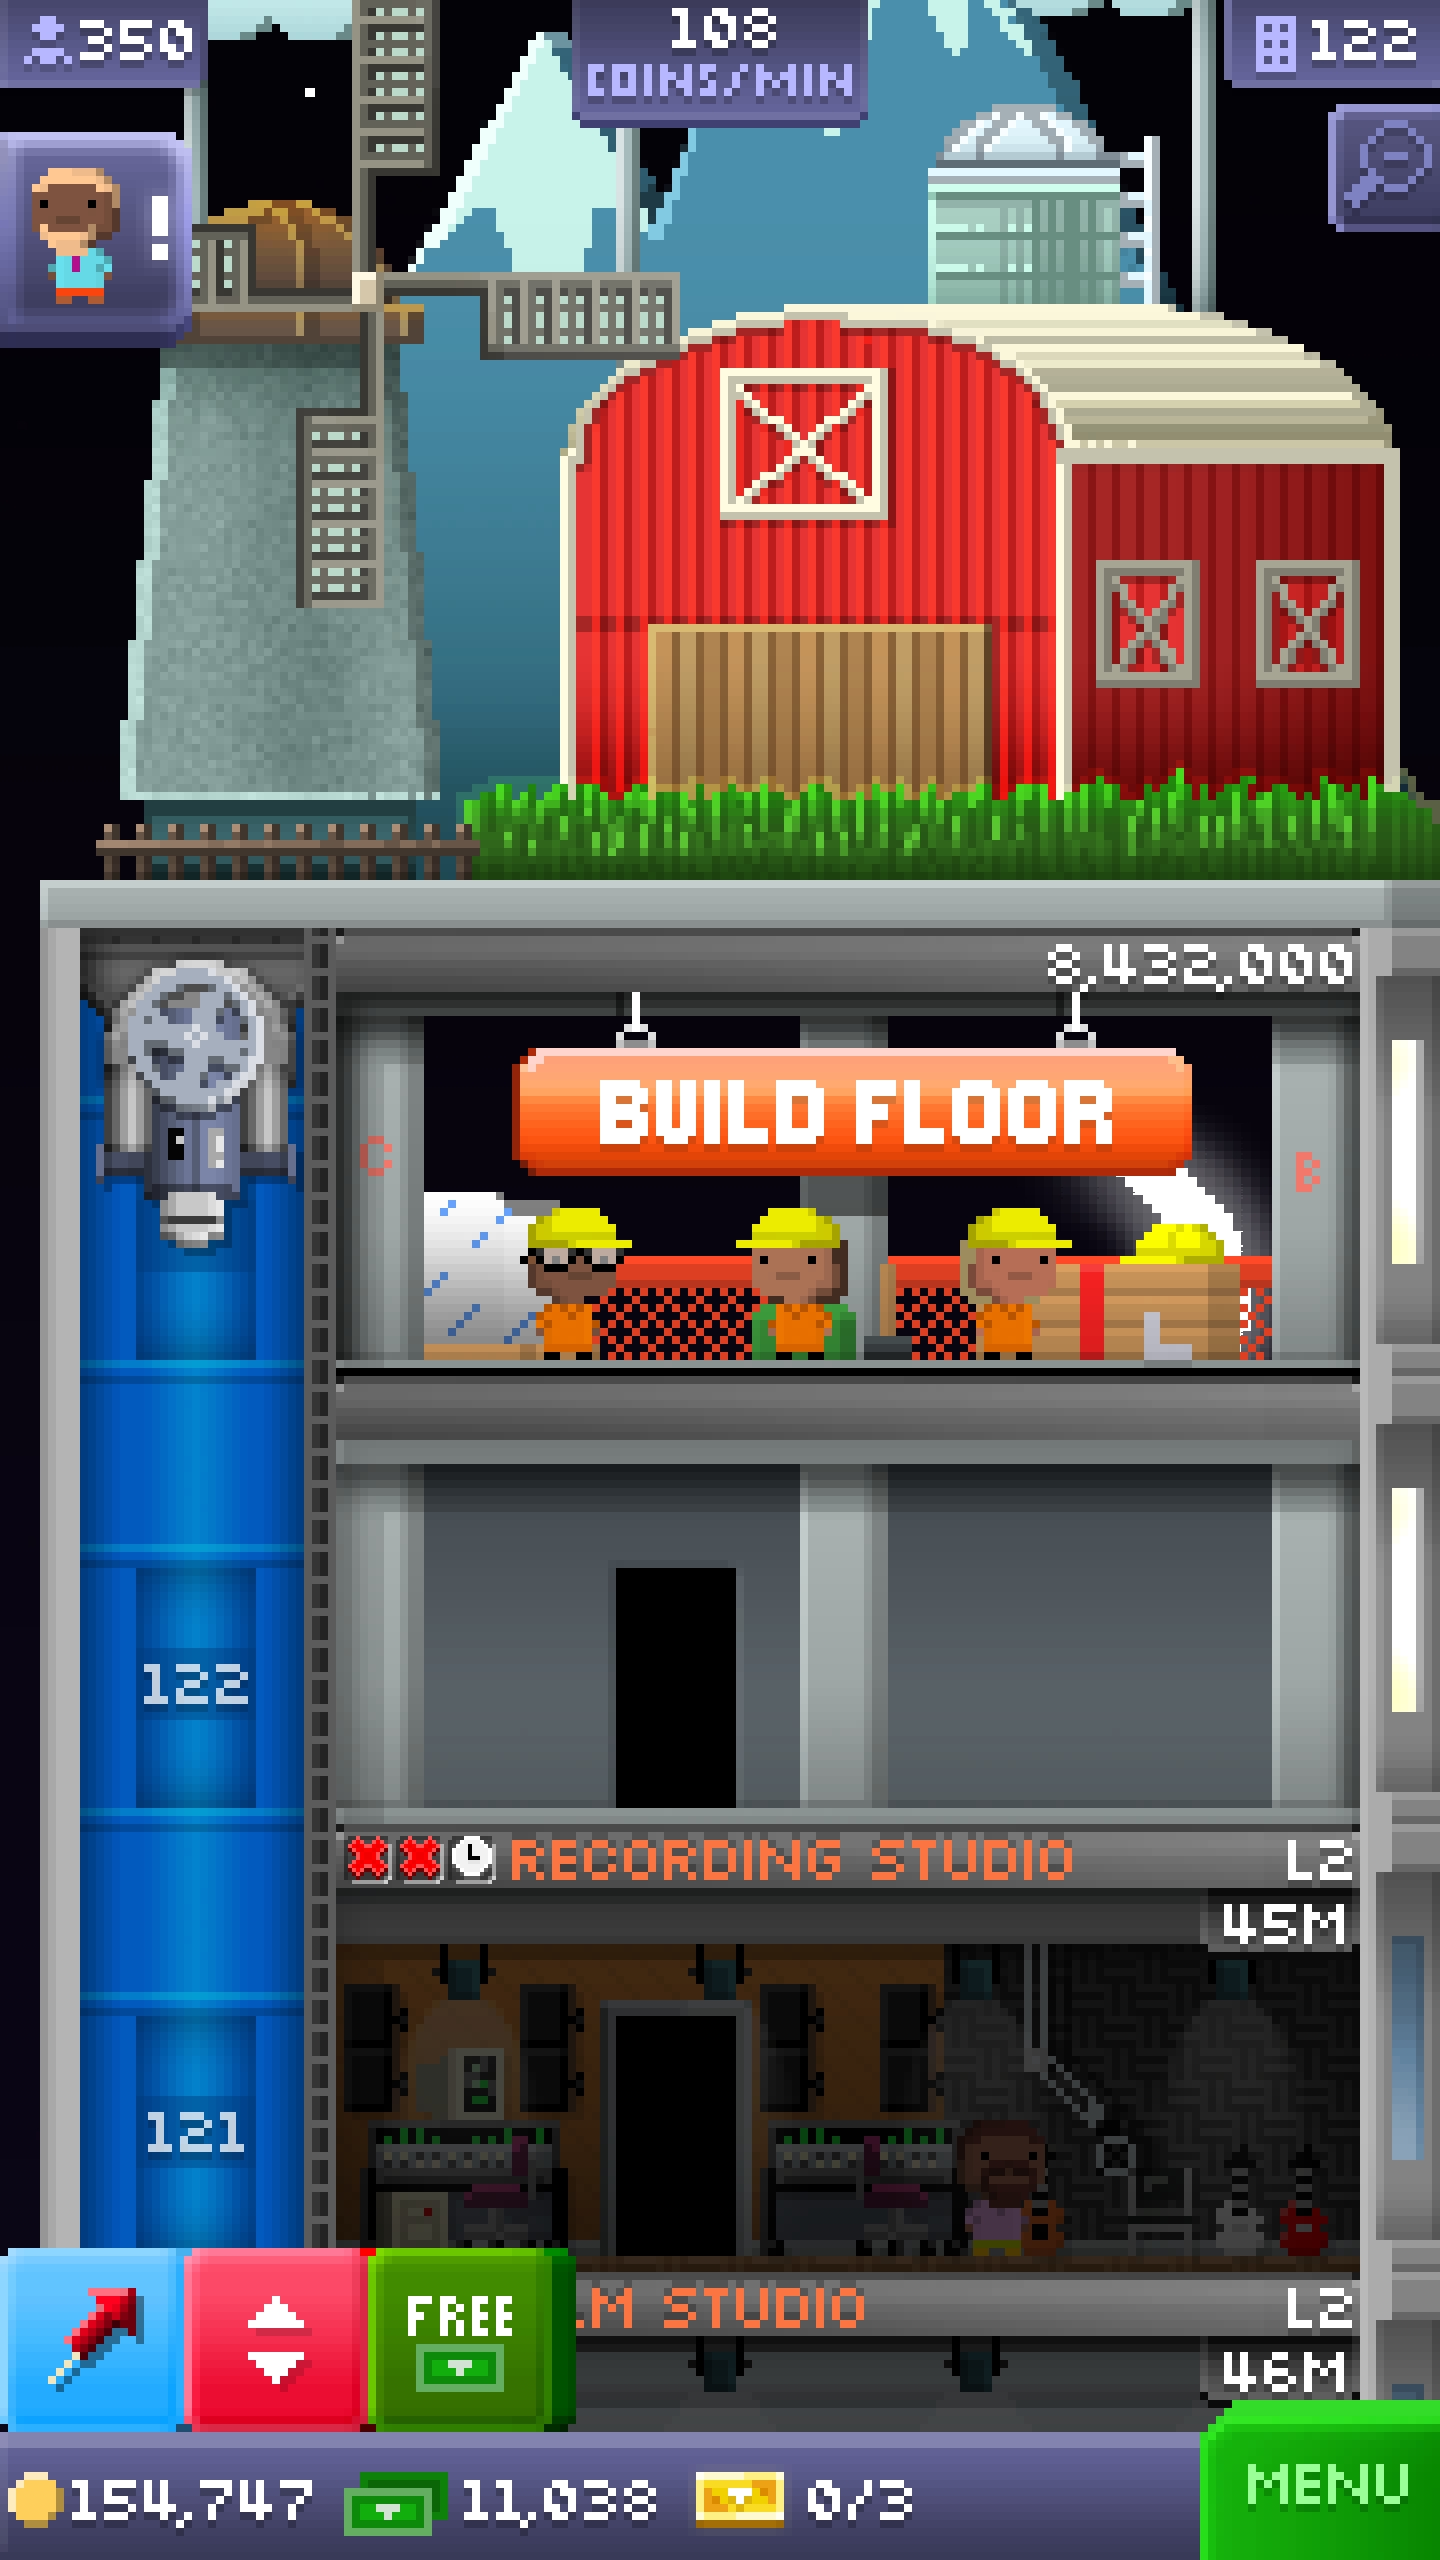 350
108
COINS/MIN
122
!
8,432,000
BUILD FLOOR
C
B
L
122
RECORDING STUDIO
L2
45M
121
FREE
M STUDIO
L2
46M
154,747
11,038
0/3
MENU